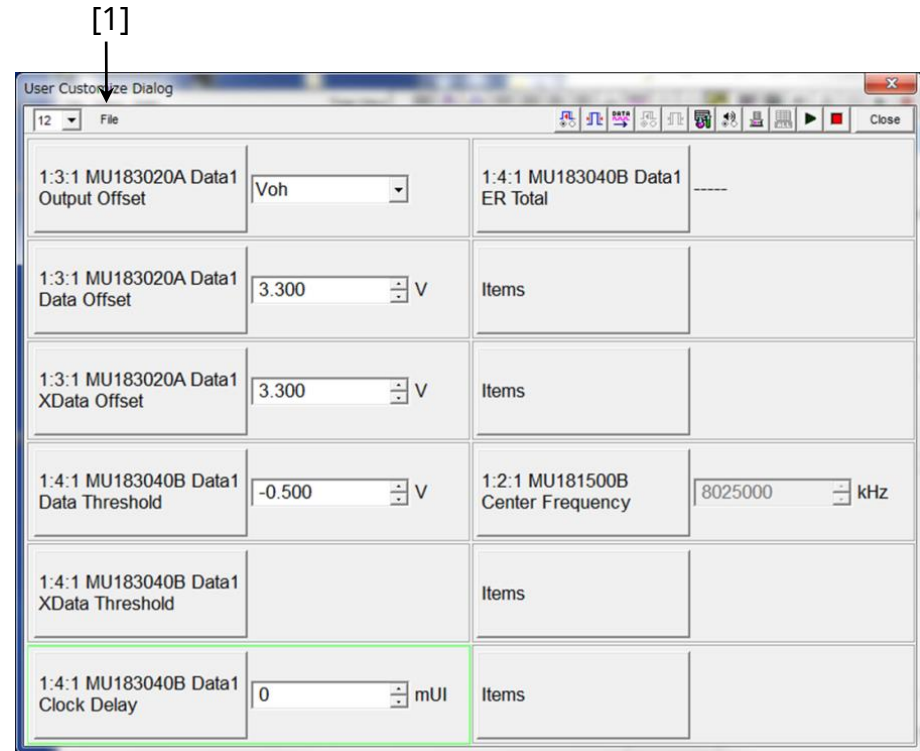 [1]
User Customize Dialog
12 File DATA Close
1:3:1 MU183020A Data1
Output Offset
Voh
1:4:1 MU183040B Data1
ER Total
-----
1:3:1 MU183020A Data1
Data Offset
3.300 V
Items
1:3:1 MU183020A Data1
XData Offset
3.300 V
Items
1:4:1 MU183040B Data1
Data Threshold
-0.500 V
1:2:1 MU181500B
Center Frequency
8025000 kHz
1:4:1 MU183040B Data1
XData Threshold
Items
1:4:1 MU183040B Data1
Clock Delay
0 mUI
Items